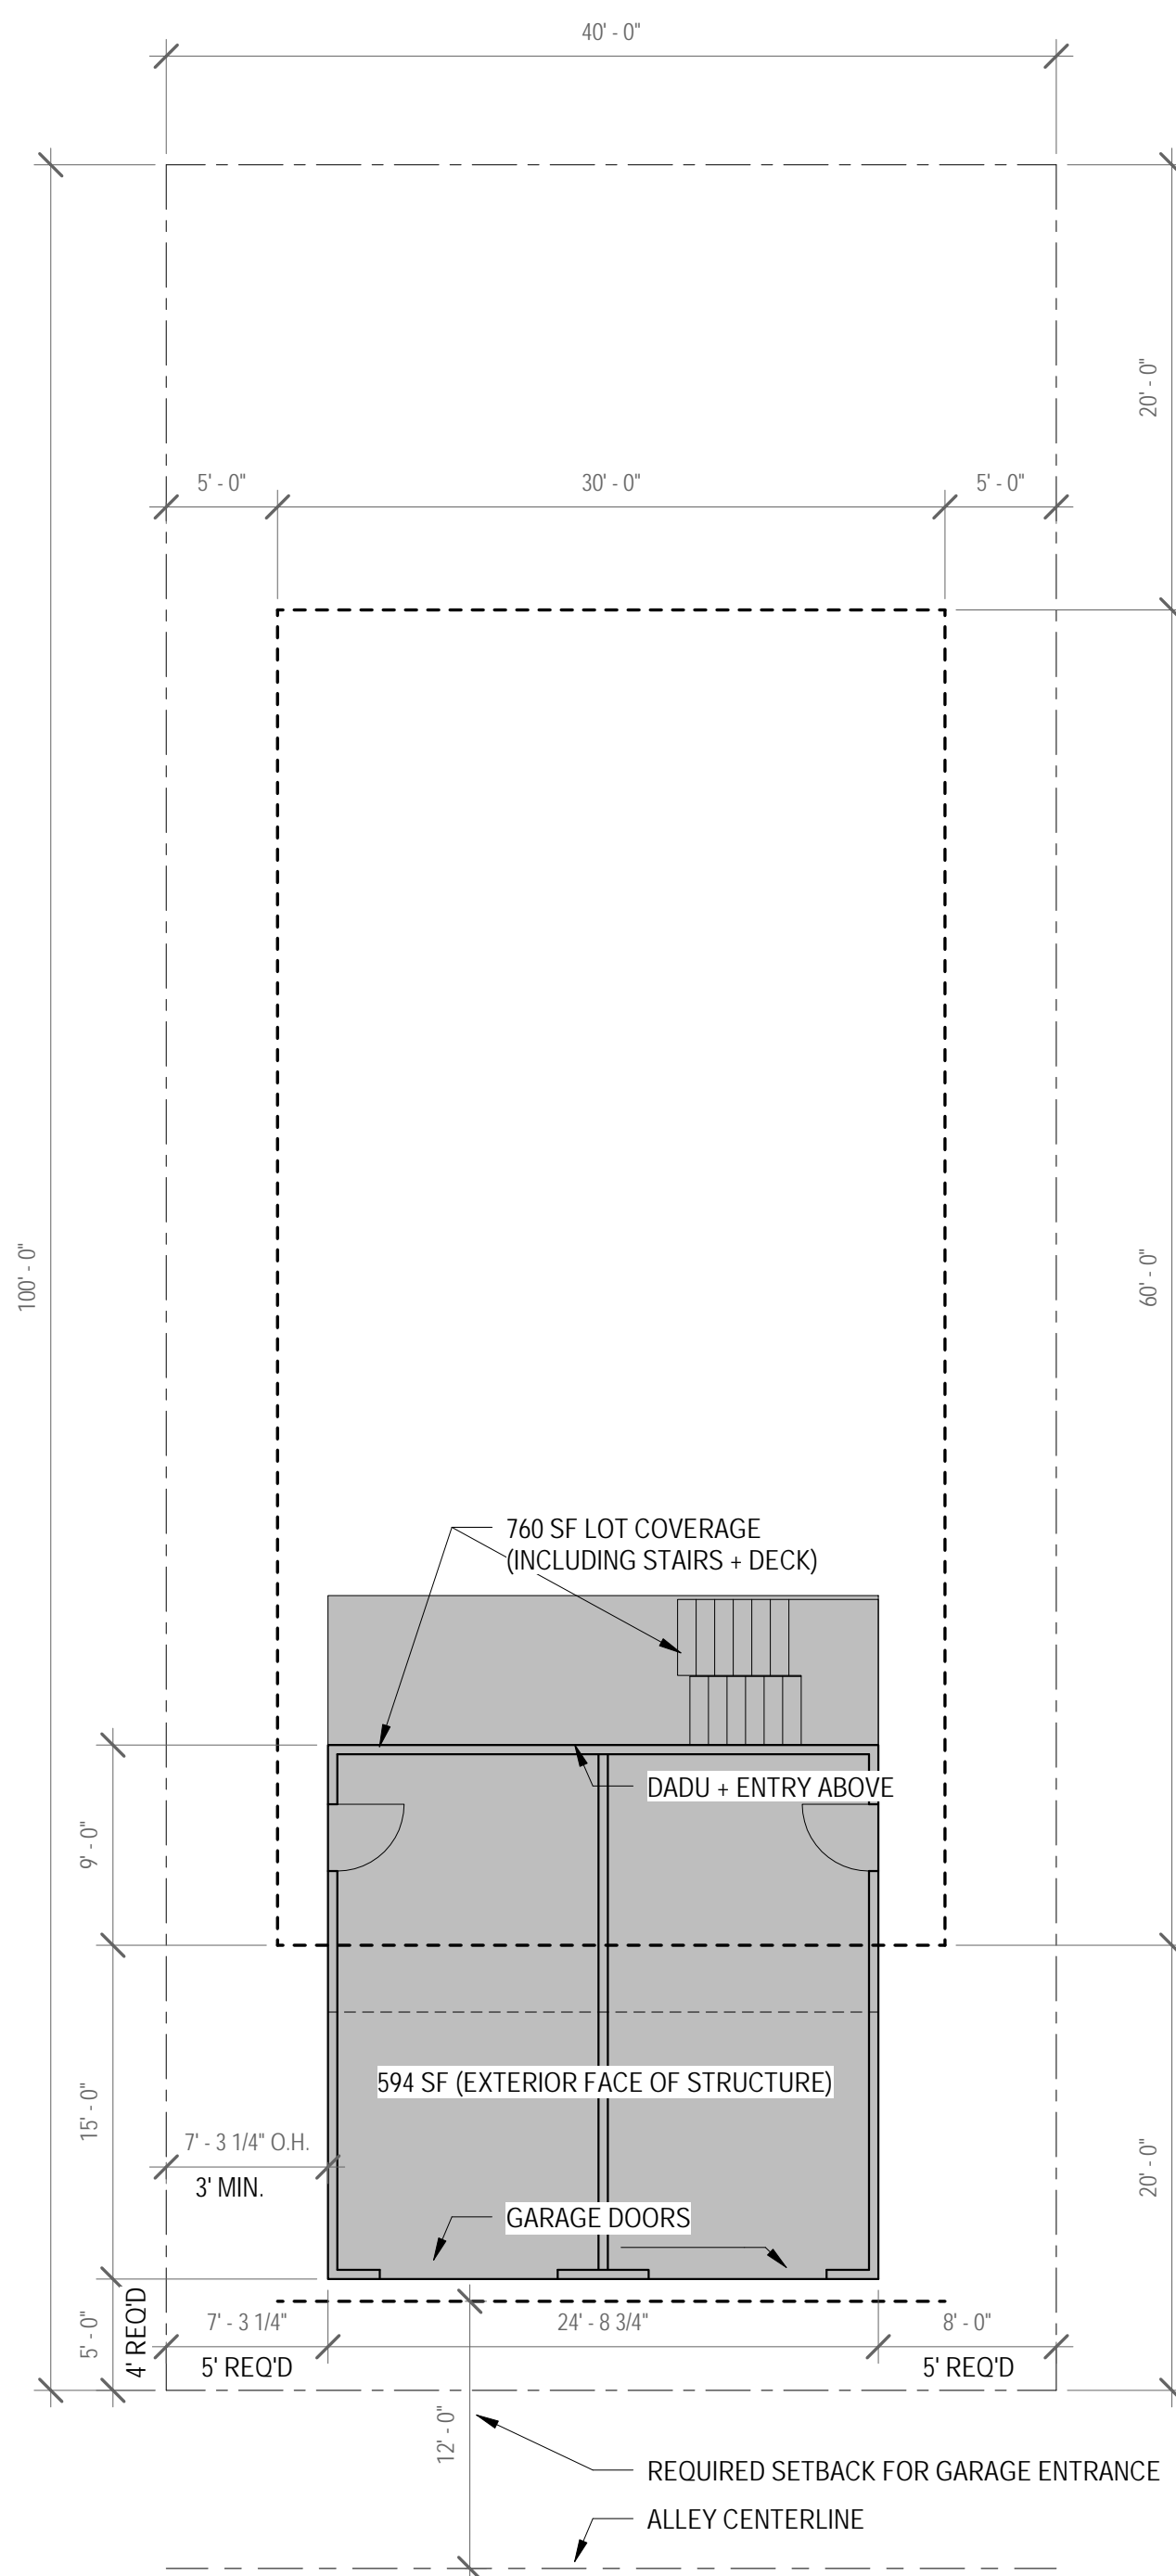 40' - 0"
20' - 0"
5' - 0"
30' - 0"
5' - 0"
100' - 0"
60' - 0"
760 SF LOT COVERAGE
(INCLUDING STAIRS + DECK)
DADU + ENTRY ABOVE
9' - 0"
594 SF (EXTERIOR FACE OF STRUCTURE)
15' - 0"
7' - 3 1/4" O.H.
3' MIN.
20' - 0"
GARAGE DOORS
5' - 0"
4' REQ'D
7' - 3 1/4"
24' - 8 3/4"
8' - 0"
5' REQ'D
5' REQ'D
12' - 0"
REQUIRED SETBACK FOR GARAGE ENTRANCE
ALLEY CENTERLINE